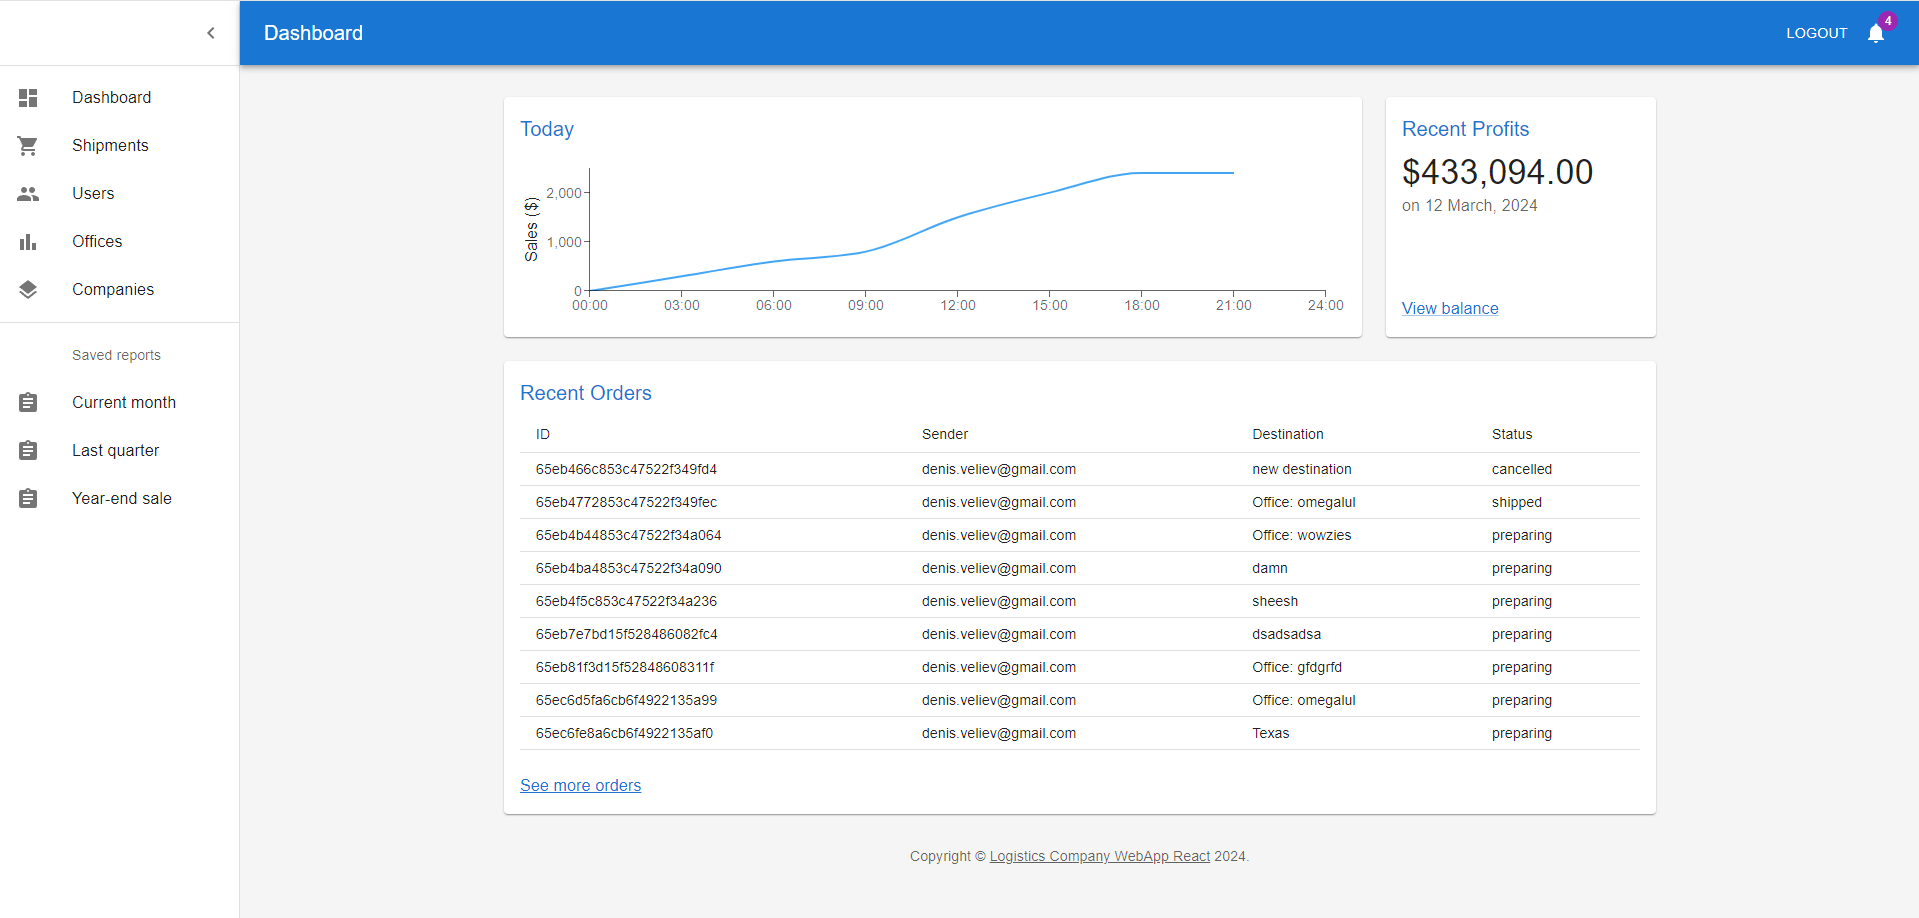 Dashboard
LOGOUT
4
Dashboard
Shipments
Users
Offices
Companies
Saved reports
Current month
Last quarter
Year-end sale
Today
Sales ($)
2,000
1,000
0
00:00 03:00 06:00 09:00 12:00 15:00 18:00 21:00 24:00
Recent Profits
$433,094.00
on 12 March, 2024
View balance
Recent Orders
ID Sender Destination Status
65eb466c853c47522f349fd4 denis.veliev@gmail.com new destination cancelled
65eb4772853c47522f349fec denis.veliev@gmail.com Office: omegalul shipped
65eb4b44853c47522f34a064 denis.veliev@gmail.com Office: wowzies preparing
65eb4ba4853c47522f34a090 denis.veliev@gmail.com damn preparing
65eb4f5c853c47522f34a236 denis.veliev@gmail.com sheesh preparing
65eb7e7bd15f528486082fc4 denis.veliev@gmail.com dsadsadsa preparing
65eb81f3d15f52848608311f denis.veliev@gmail.com Office: gfdgrfd preparing
65ec6d5fa6cb6f4922135a99 denis.veliev@gmail.com Office: omegalul preparing
65ec6fe8a6cb6f4922135af0 denis.veliev@gmail.com Texas preparing
See more orders
Copyright © Logistics Company WebApp React 2024.